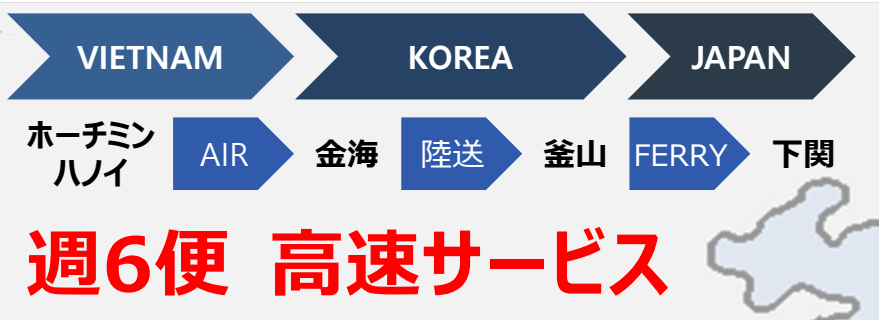 VIETNAM KOREA JAPAN
ホーチミン
ハノイ
AIR 金海 陸送 釜山 FERRY 下関
週6便 高速サービス